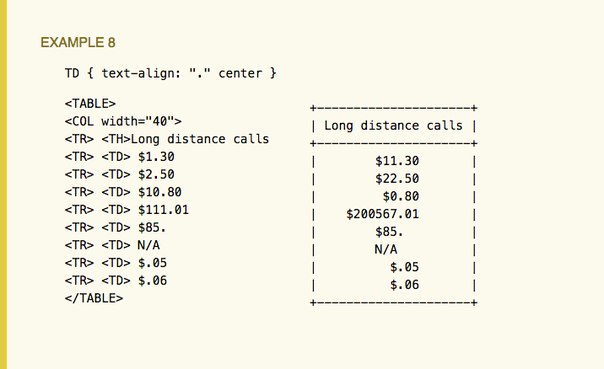 EXAMPLE 8
TD { text-align: "." center }
<TABLE>
<COL width="40">
<TR> <TH>Long distance calls
<TR> <TD> $1.30
<TR> <TD> $2.50
<TR> <TD> $10.80
<TR> <TD> $111.01
<TR> <TD> $85.
<TR> <TD> N/A
<TR> <TD> $.05
<TR> <TD> $.06
</TABLE>
+---------------------+
| Long distance calls |
+---------------------+
|        $11.30       |
|        $22.50       |
|         $0.80       |
|    $200567.01       |
|        $85.         |
|        N/A          |
|          $.05       |
|          $.06       |
+---------------------+